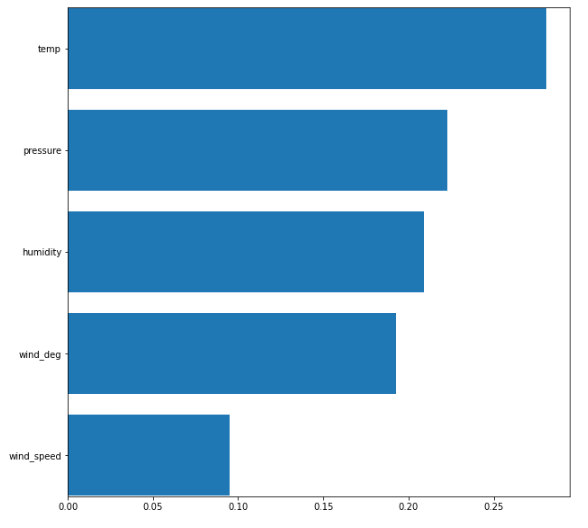 temp
pressure
humidity
wind_deg
wind_speed
0.00 0.05 0.10 0.15 0.20 0.25